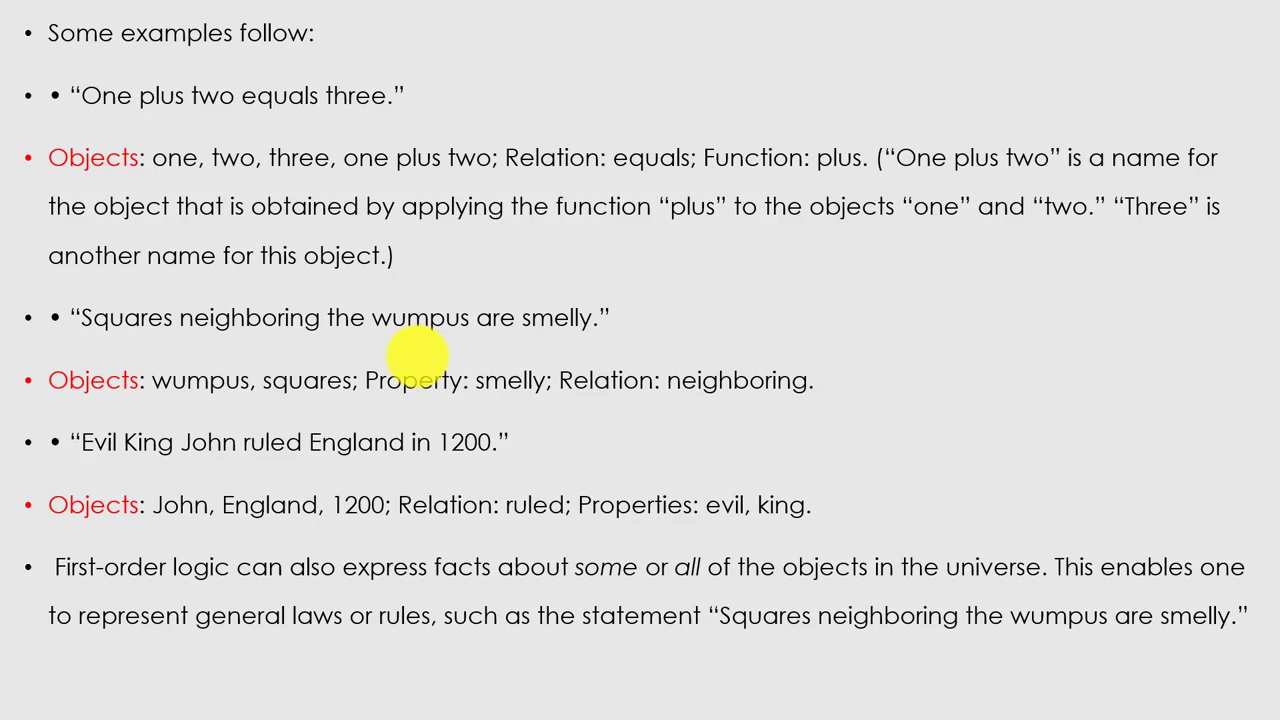 • Some examples follow:
• • “One plus two equals three.”
• Objects: one, two, three, one plus two; Relation: equals; Function: plus. (“One plus two” is a name for
the object that is obtained by applying the function “plus” to the objects “one” and “two.” “Three” is
another name for this object.)
• • “Squares neighboring the wumpus are smelly.”
• Objects: wumpus, squares; Property: smelly; Relation: neighboring.
• • “Evil King John ruled England in 1200.”
• Objects: John, England, 1200; Relation: ruled; Properties: evil, king.
• First-order logic can also express facts about some or all of the objects in the universe. This enables one
to represent general laws or rules, such as the statement “Squares neighboring the wumpus are smelly.”